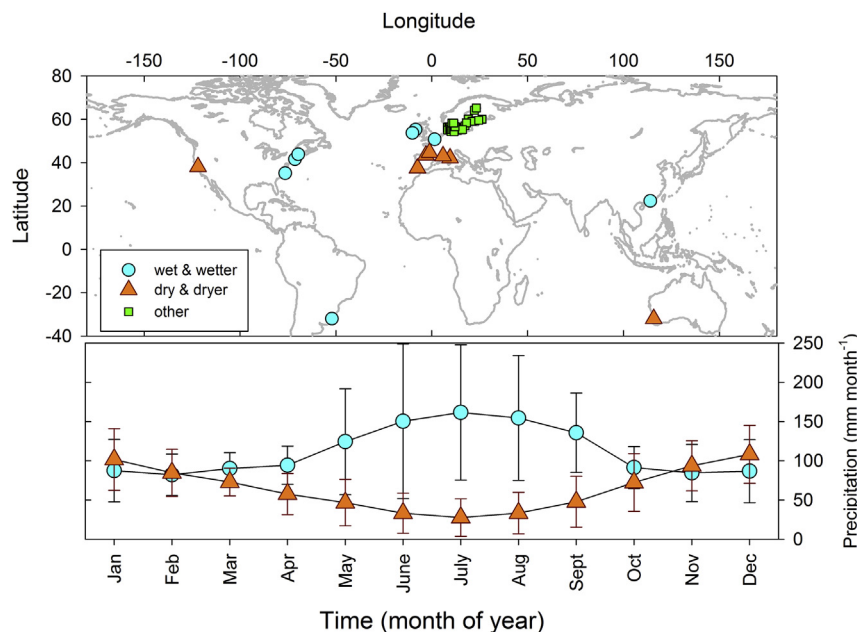 Longitude
-150 -100 -50 0 50 100 150
80
60
40
20
0
-20
-40
Latitude
wet & wetter
dry & dryer
other
250
200
150
100
50
0
Precipitation (mm month⁻¹)
Jan Feb Mar Apr May June July Aug Sept Oct Nov Dec
Time (month of year)